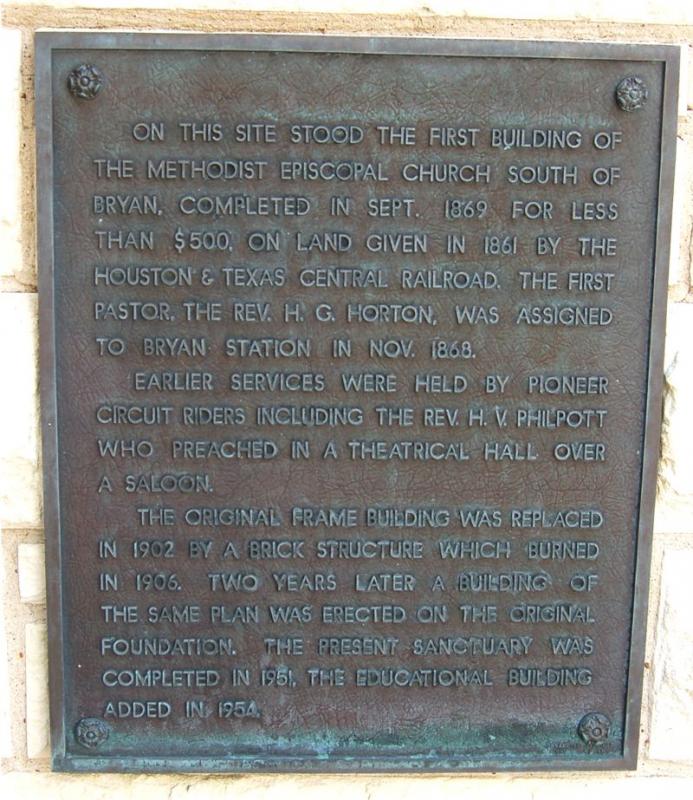 ON THIS SITE STOOD THE FIRST BUILDING OF
THE METHODIST EPISCOPAL CHURCH SOUTH OF
BRYAN, COMPLETED IN SEPT. 1869 FOR LESS
THAN $500, ON LAND GIVEN IN 1861 BY THE
HOUSTON & TEXAS CENTRAL RAILROAD. THE FIRST
PASTOR, THE REV. H. G. HORTON, WAS ASSIGNED
TO BRYAN STATION IN NOV. 1868.
EARLIER SERVICES WERE HELD BY PIONEER
CIRCUIT RIDERS INCLUDING THE REV. H. V. PHILPOTT
WHO PREACHED IN A THEATRICAL HALL OVER
A SALOON.
THE ORIGINAL FRAME BUILDING WAS REPLACED
IN 1902 BY A BRICK STRUCTURE WHICH BURNED
IN 1906. TWO YEARS LATER A BUILDING OF
THE SAME PLAN WAS ERECTED ON THE ORIGINAL
FOUNDATION. THE PRESENT SANCTUARY WAS
COMPLETED IN 1951, THE EDUCATIONAL BUILDING
ADDED IN 1954.